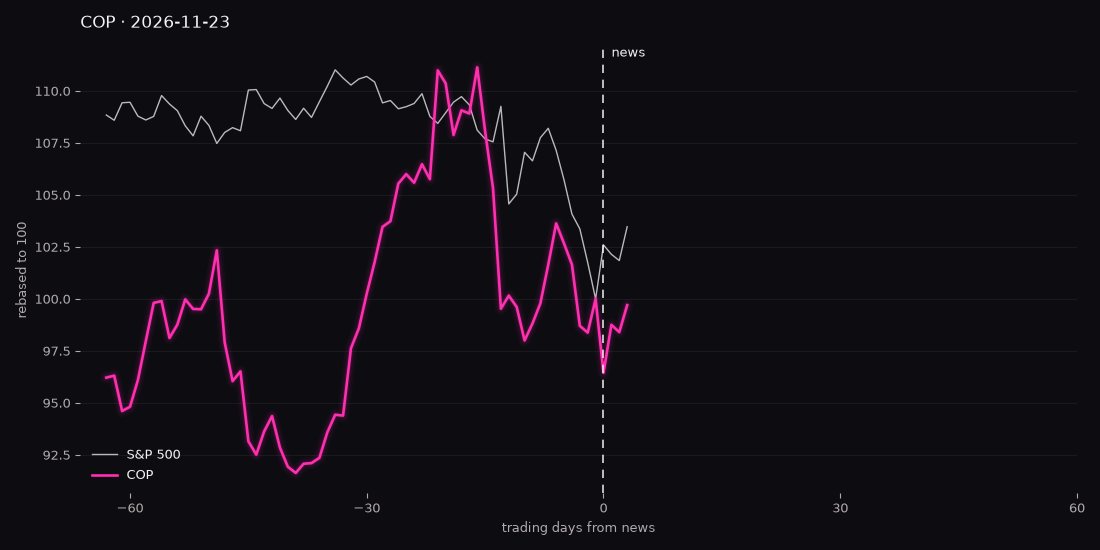 COP · 2026-11-23
news
110.0
107.5
105.0
102.5
100.0
97.5
95.0
92.5
rebased to 100
S&P 500
COP
−60
−30
0
30
60
trading days from news